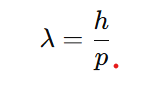 λ = h/p.